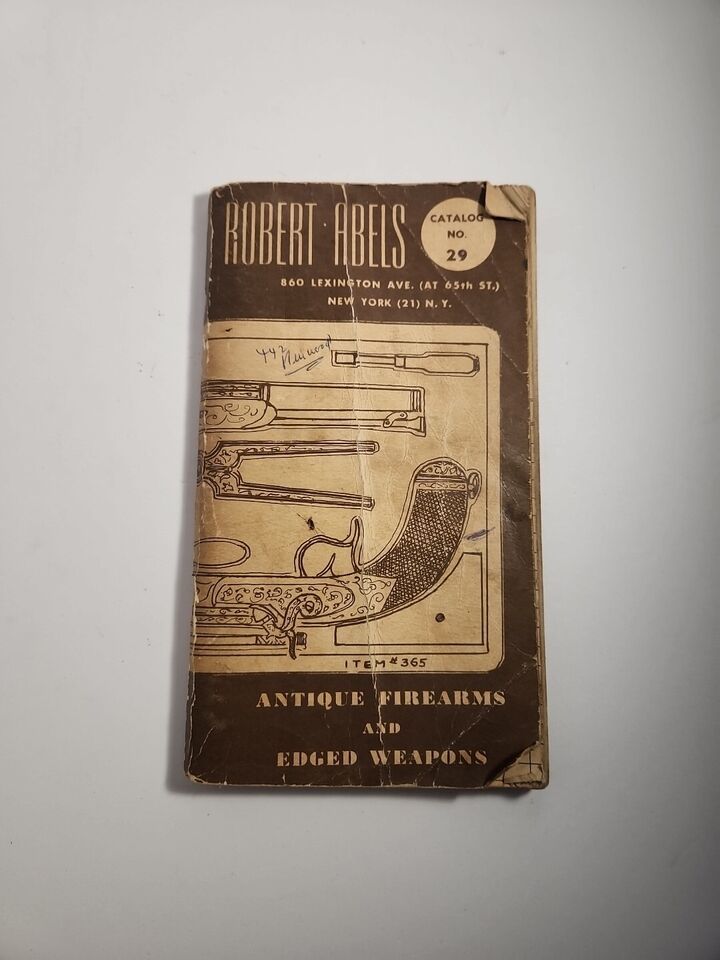 ROBERT ABELS
CATALOG
NO.
29
860 LEXINGTON AVE. (AT 65th ST.)
NEW YORK (21) N. Y.
442
ITEM #365
ANTIQUE FIREARMS
AND
EDGED WEAPONS